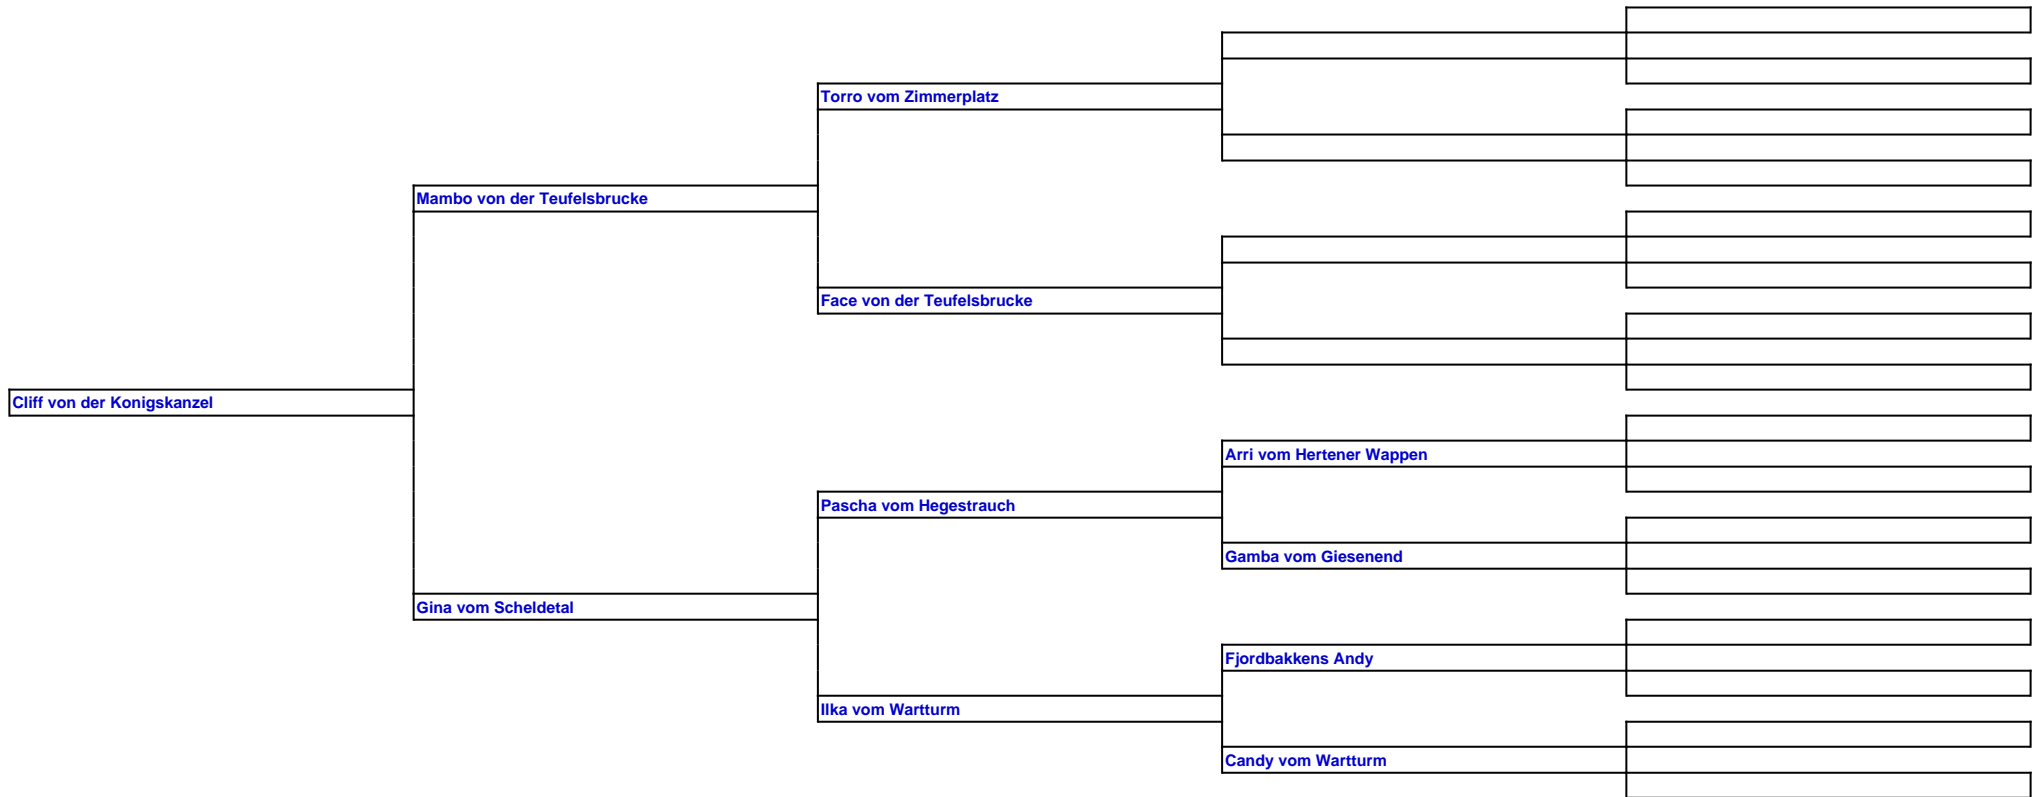 Torro vom Zimmerplatz
Mambo von der Teufelsbrucke
Face von der Teufelsbrucke
Cliff von der Konigskanzel
Arri vom Hertener Wappen
Pascha vom Hegestrauch
Gamba vom Giesenend
Gina vom Scheldetal
Fjordbakkens Andy
Ilka vom Wartturm
Candy vom Wartturm